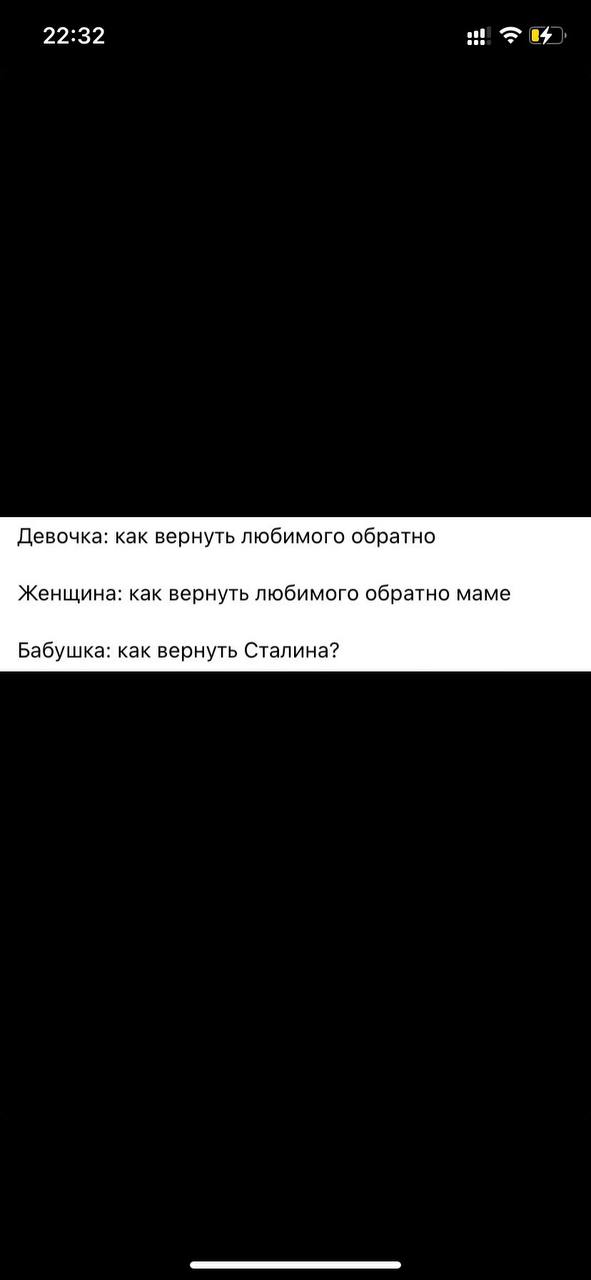 22:32
Девочка: как вернуть любимого обратно
Женщина: как вернуть любимого обратно маме
Бабушка: как вернуть Сталина?